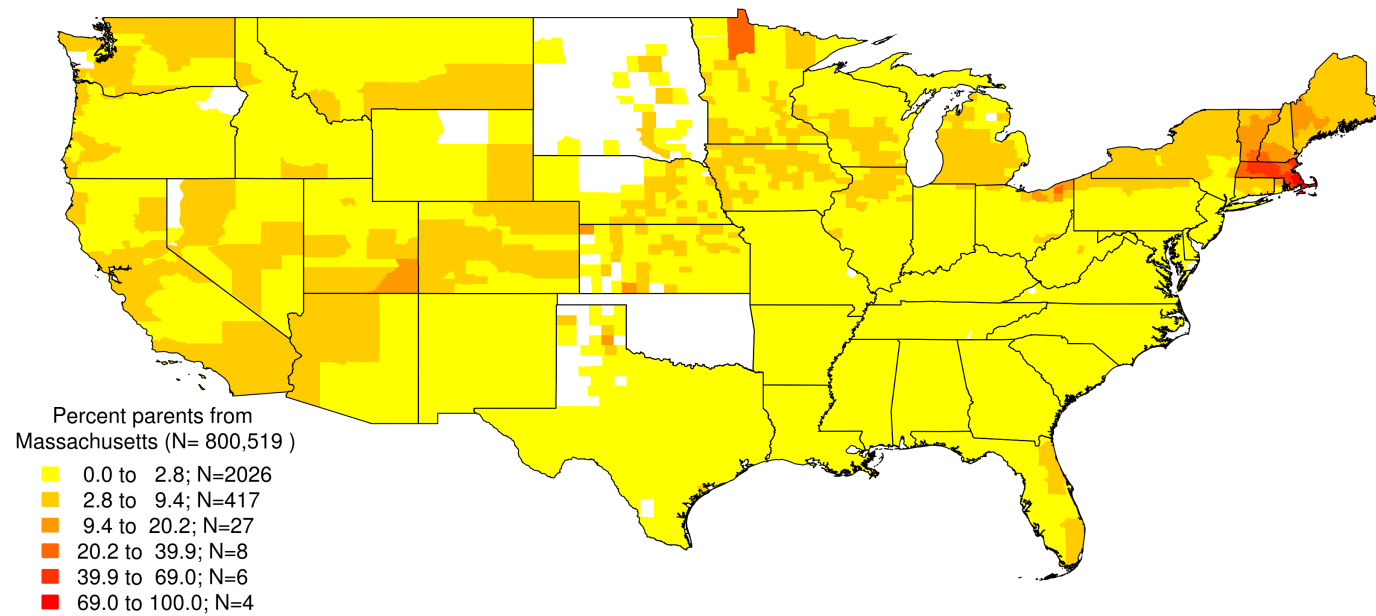 Percent parents from
Massachusetts (N= 800,519 )
0.0 to 2.8; N=2026
2.8 to 9.4; N=417
9.4 to 20.2; N=27
20.2 to 39.9; N=8
39.9 to 69.0; N=6
69.0 to 100.0; N=4